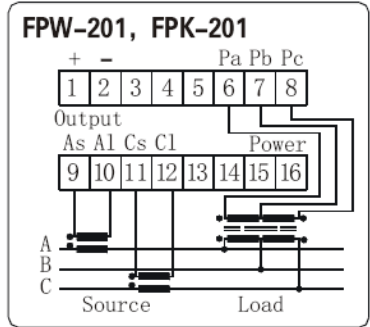 FPW-201, FPK-201
+ - Pa Pb Pc
1 2 3 4 5 6 7 8
Output
As Al Cs Cl Power
9 10 11 12 13 14 15 16
A
B
C
Source Load